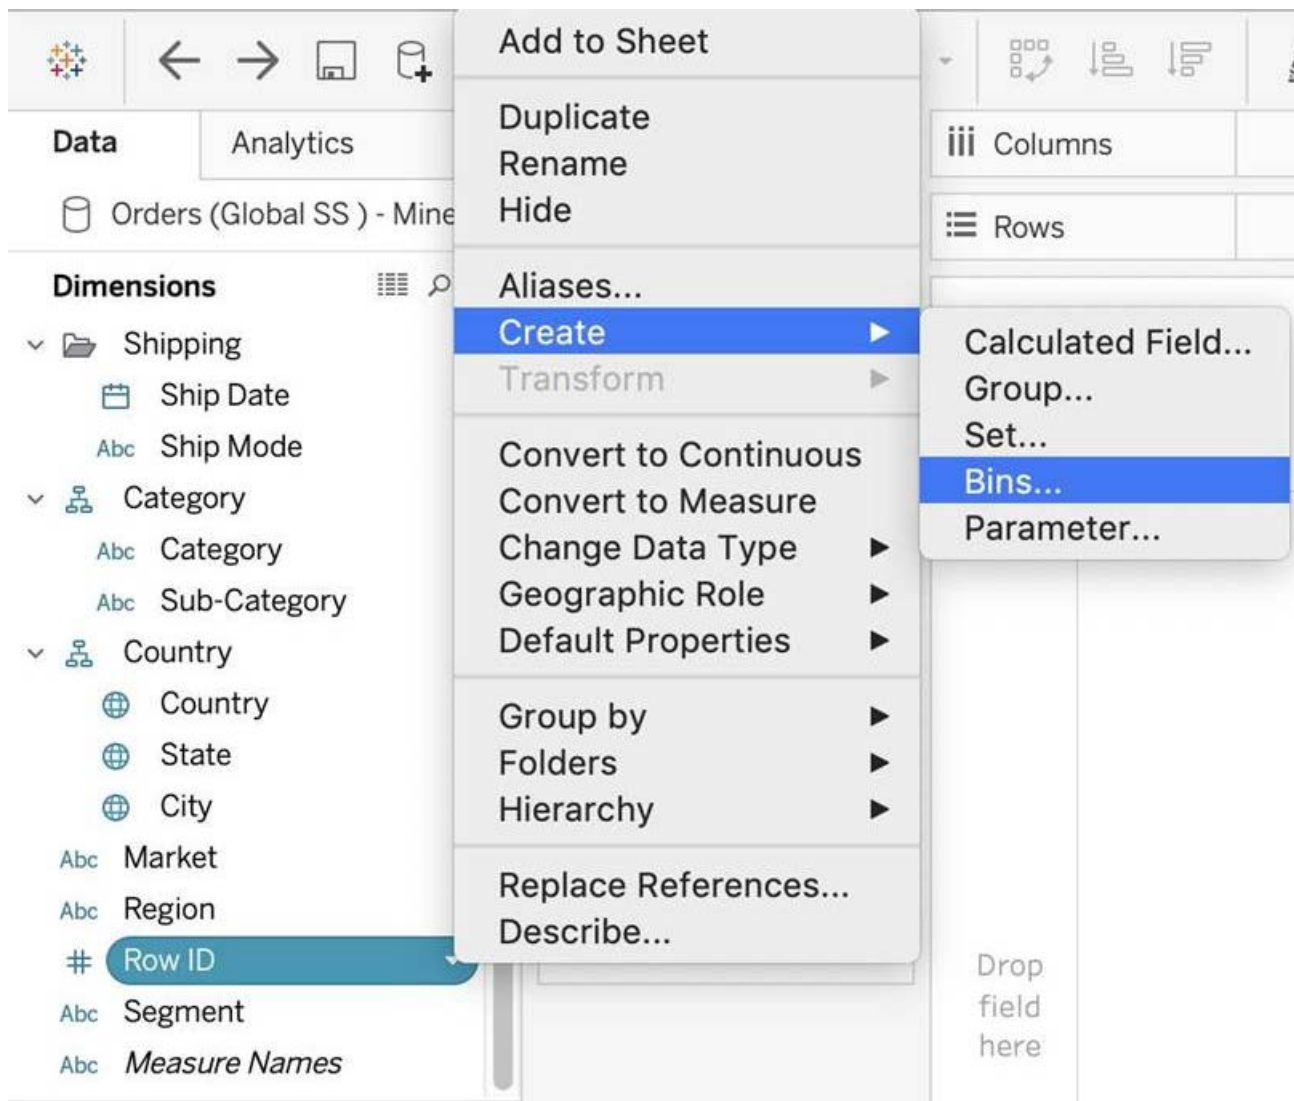 Data
Analytics
Orders (Global SS ) - Mine
Dimensions
Shipping
Ship Date
Abc Ship Mode
Category
Abc Category
Abc Sub-Category
Country
Country
State
City
Abc Market
Abc Region
# Row ID
Abc Segment
Abc Measure Names
Add to Sheet
Duplicate
Rename
Hide
Aliases...
Create
Transform
Convert to Continuous
Convert to Measure
Change Data Type
Geographic Role
Default Properties
Group by
Folders
Hierarchy
Replace References...
Describe...
Calculated Field...
Group...
Set...
Bins...
Parameter...
Columns
Rows
Drop
field
here